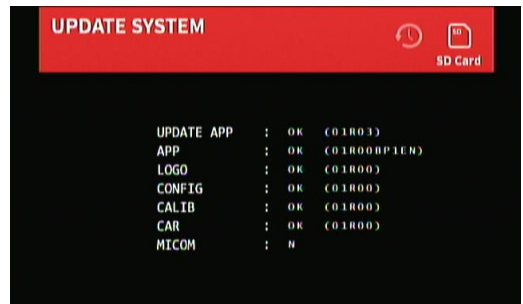 UPDATE SYSTEM
SD
SD Card
UPDATE APP : OK (01R03)
APP : OK (01R00BP1EN)
LOGO : OK (01R00)
CONFIG : OK (01R00)
CALIB : OK (01R00)
CAR : OK (01R00)
MICOM : N